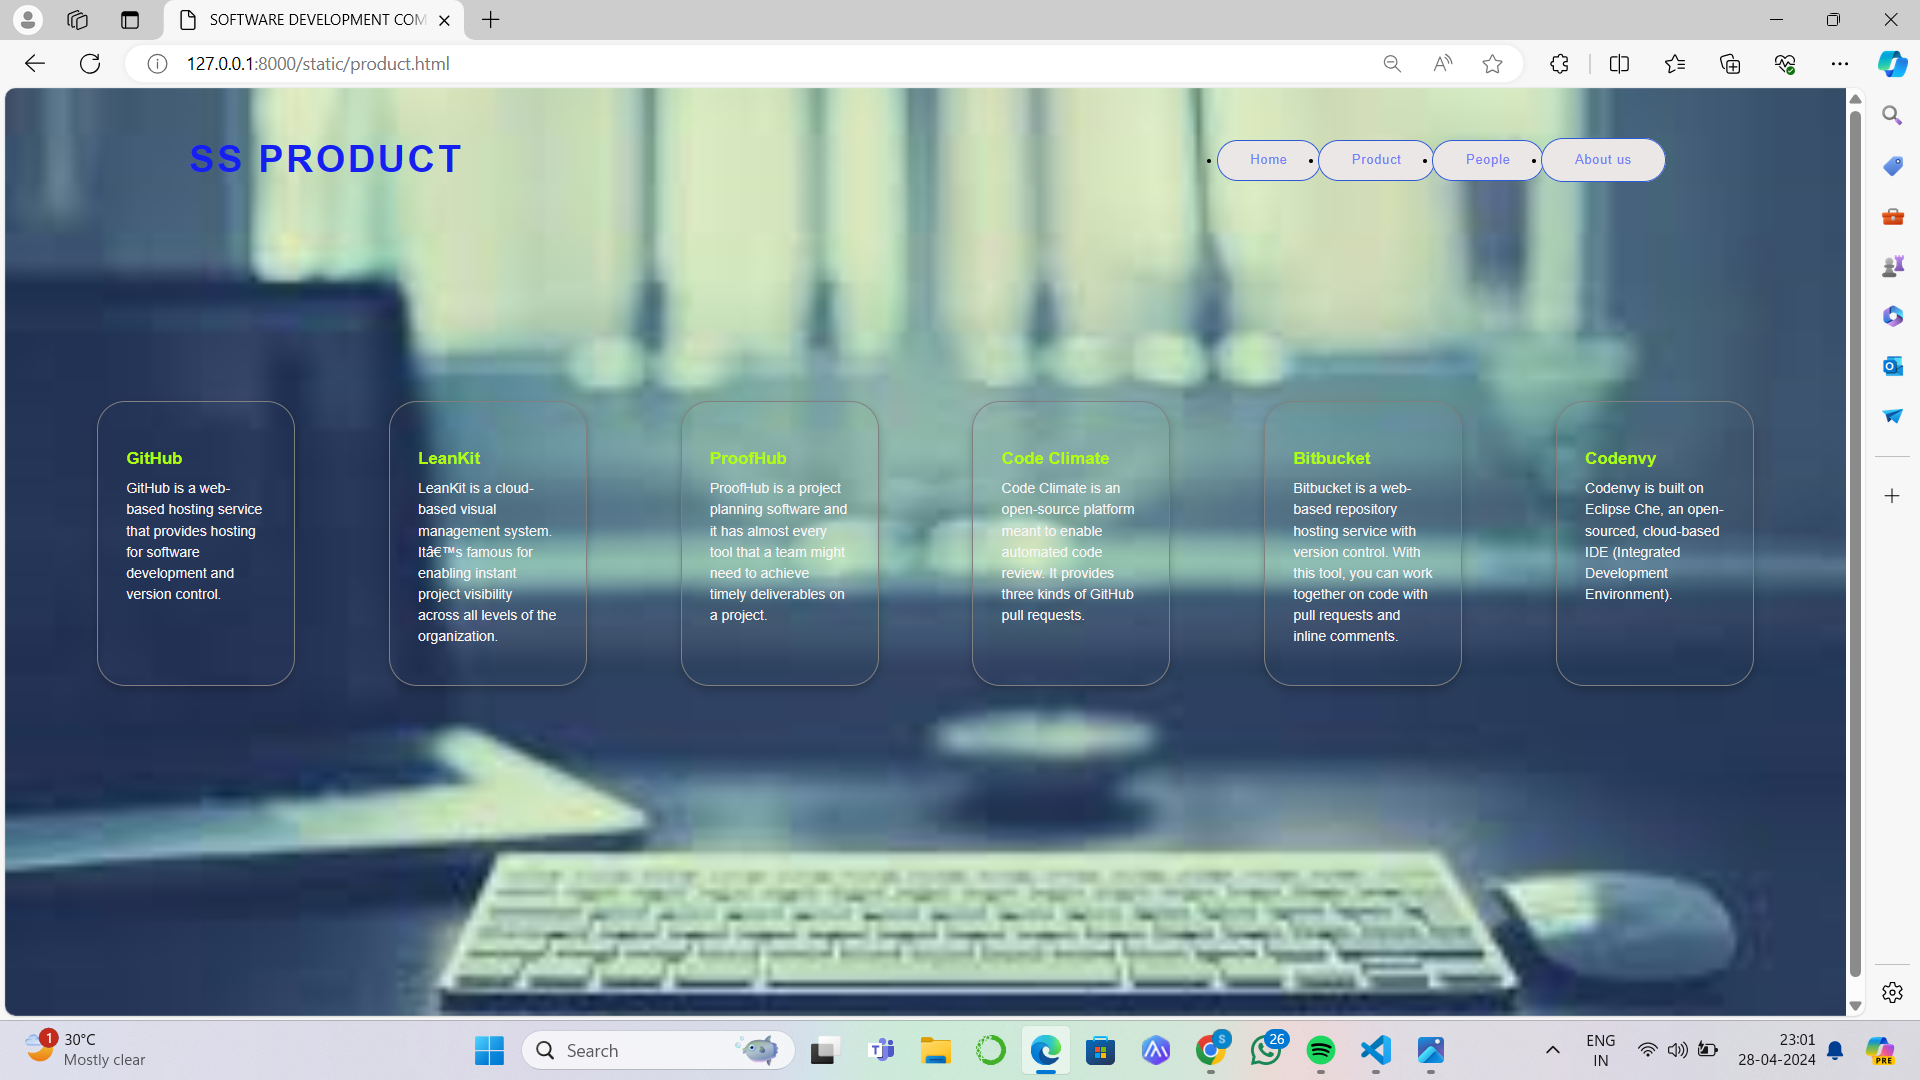 SOFTWARE DEVELOPMENT COM
127.0.0.1:8000/static/product.html
SS PRODUCT
Home
Product
People
About us
GitHub
GitHub is a web-
based hosting service
that provides hosting
for software
development and
version control.
LeanKit
LeanKit is a cloud-
based visual
management system.
Itâ€™s famous for
enabling instant
project visibility
across all levels of the
organization.
ProofHub
ProofHub is a project
planning software and
it has almost every
tool that a team might
need to achieve
timely deliverables on
a project.
Code Climate
Code Climate is an
open-source platform
meant to enable
automated code
review. It provides
three kinds of GitHub
pull requests.
Bitbucket
Bitbucket is a web-
based repository
hosting service with
version control. With
this tool, you can work
together on code with
pull requests and
inline comments.
Codenvy
Codenvy is built on
Eclipse Che, an open-
sourced, cloud-based
IDE (Integrated
Development
Environment).
1
30°C
Mostly clear
Search
S
26
ENG
IN
23:01
28-04-2024
PRE